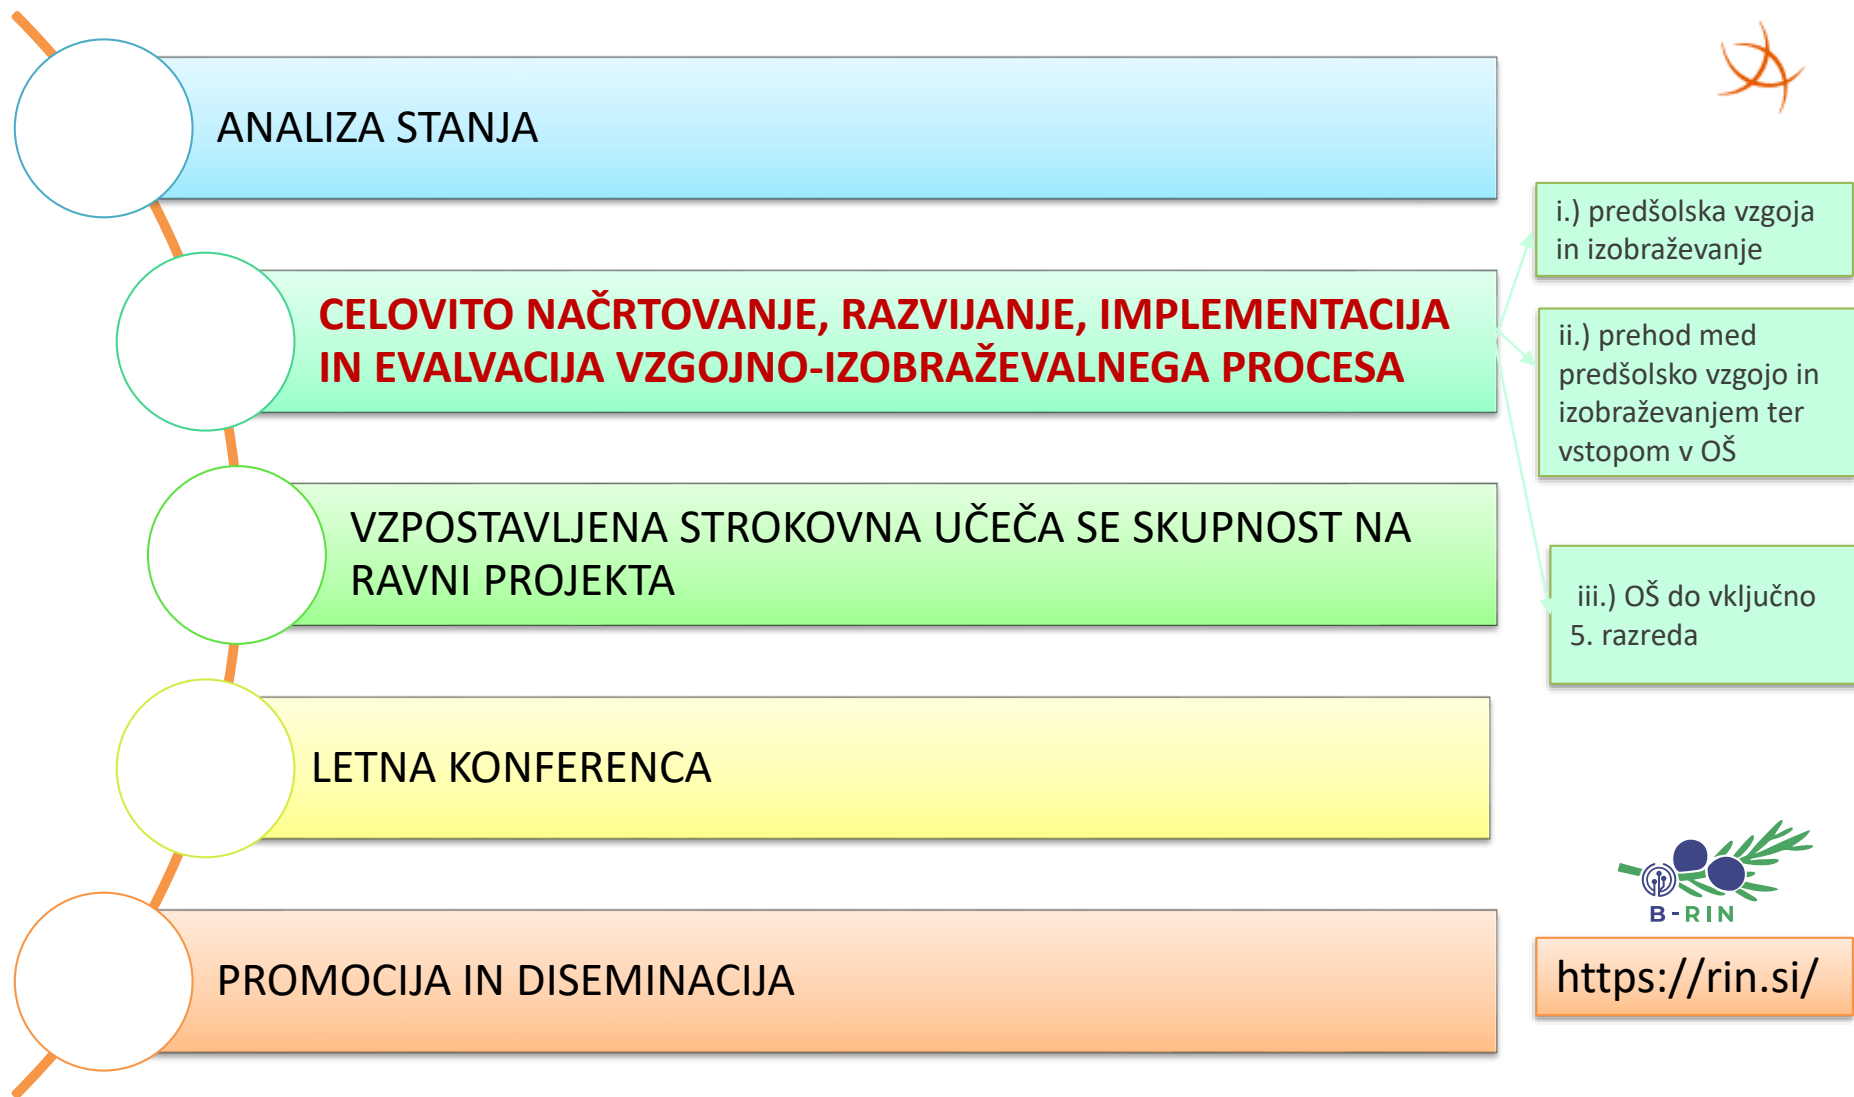 ANALIZA STANJA
CELOVITO NAČRTOVANJE, RAZVIJANJE, IMPLEMENTACIJA
IN EVALVACIJA VZGOJNO-IZOBRAŽEVALNEGA PROCESA
i.) predšolska vzgoja
in izobraževanje
ii.) prehod med
predšolsko vzgojo in
izobraževanjem ter
vstopom v OŠ
VZPOSTAVLJENA STROKOVNA UČEČA SE SKUPNOST NA
RAVNI PROJEKTA
iii.) OŠ do vključno
5. razreda
LETNA KONFERENCA
B-RIN
PROMOCIJA IN DISEMINACIJA
https://rin.si/